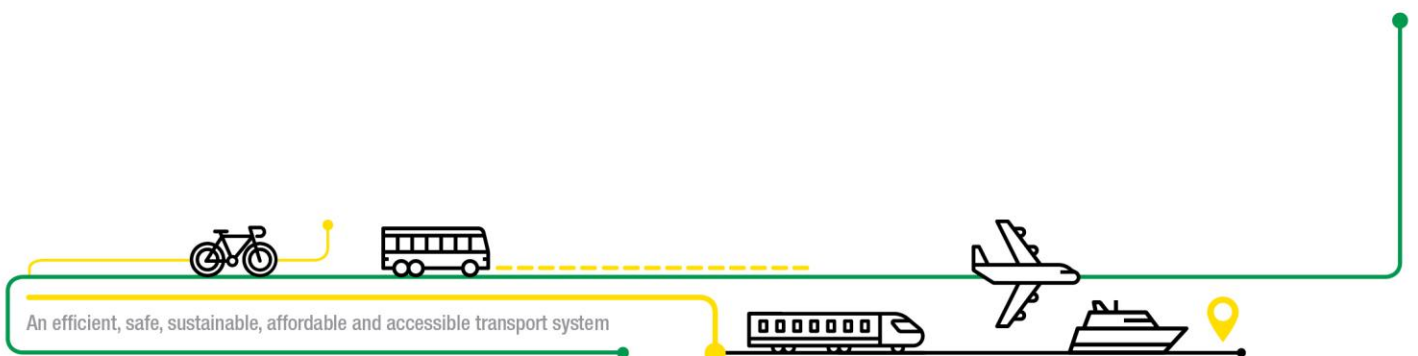 An efficient, safe, sustainable, affordable and accessible transport system